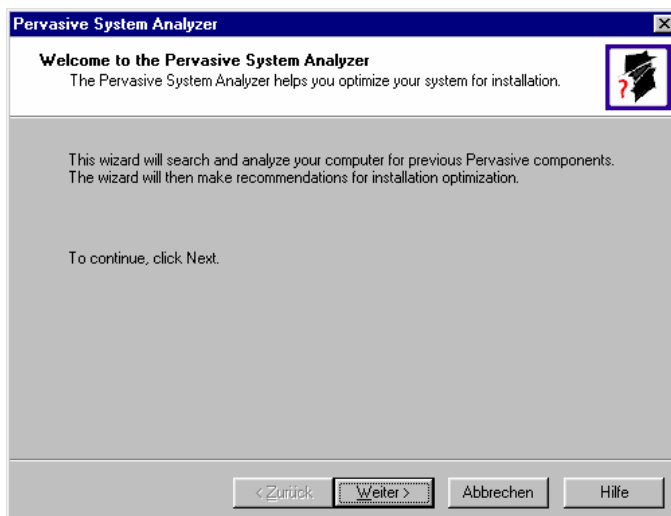 Pervasive System Analyzer
Welcome to the Pervasive System Analyzer
The Pervasive System Analyzer helps you optimize your system for installation.
?
This wizard will search and analyze your computer for previous Pervasive components.
The wizard will then make recommendations for installation optimization.
To continue, click Next.
< Zurück Weiter > Abbrechen Hilfe